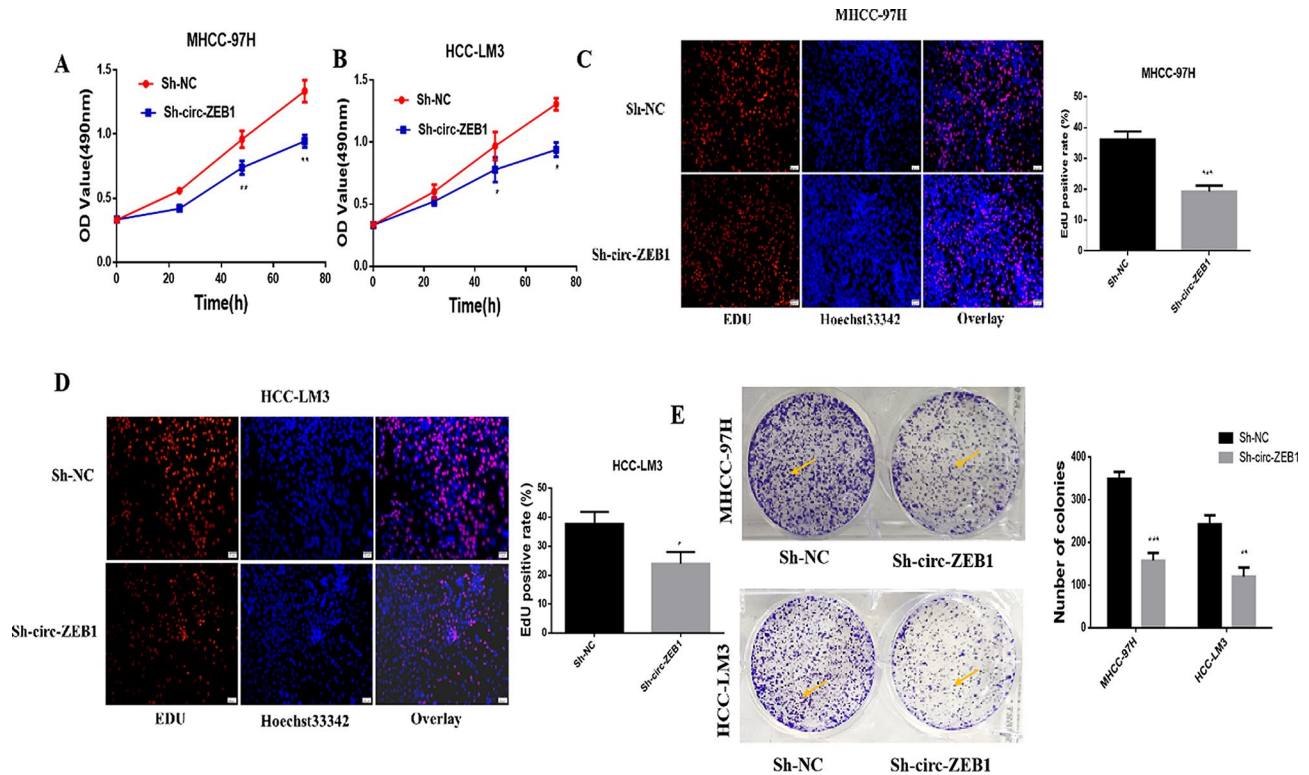 A
MHCC-97H
OD Value(490nm)
1.5
1.0
0.5
0.0
Sh-NC
Sh-circ-ZEB1
**
**
0 20 40 60 80
Time(h)
B
HCC-LM3
OD Value(490nm)
1.5
1.0
0.5
0.0
Sh-NC
Sh-circ-ZEB1
*
*
0 20 40 60 80
Time(h)
C
MHCC-97H
Sh-NC
Sh-circ-ZEB1
EDU Hoechst33342 Overlay
MHCC-97H
EdU positive rate (%)
50
40
30
20
10
0
***
Sh-NC
Sh-circ-ZEB1
D
HCC-LM3
Sh-NC
Sh-circ-ZEB1
EDU Hoechst33342 Overlay
HCC-LM3
EdU positive rate (%)
50
40
30
20
10
0
*
Sh-NC
Sh-circ-ZEB1
E
MHCC-97H
Sh-NC Sh-circ-ZEB1
HCC-LM3
Sh-NC Sh-circ-ZEB1
Sh-NC
Sh-circ-ZEB1
Nunber of colonies
400
300
200
100
0
***
**
MHCC-97H
HCC-LM3